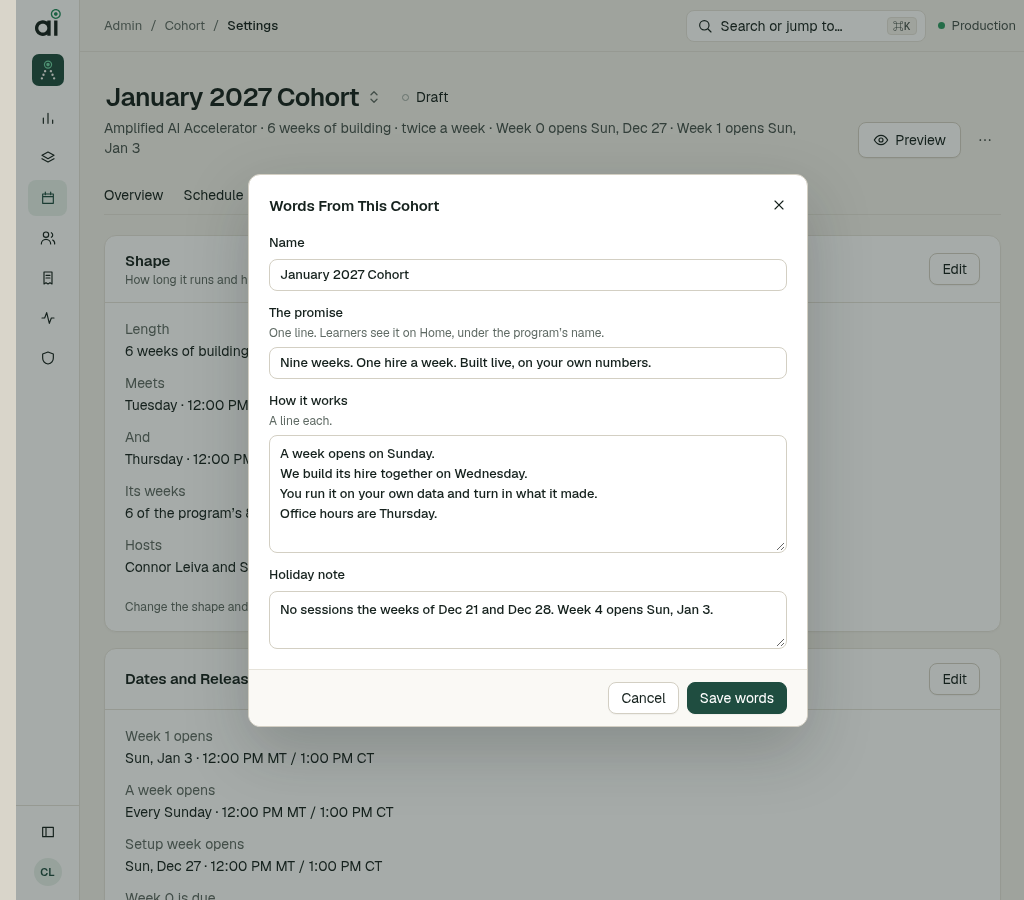 ai
Admin / Cohort / Settings
Search or jump to…
⌘K
Production
January 2027 Cohort
Draft
Amplified AI Accelerator · 6 weeks of building · twice a week · Week 0 opens Sun, Dec 27 · Week 1 opens Sun,
Jan 3
Preview
Overview
Schedule
Words From This Cohort
Name
January 2027 Cohort
The promise
One line. Learners see it on Home, under the program's name.
Nine weeks. One hire a week. Built live, on your own numbers.
How it works
A line each.
A week opens on Sunday.
We build its hire together on Wednesday.
You run it on your own data and turn in what it made.
Office hours are Thursday.
Holiday note
No sessions the weeks of Dec 21 and Dec 28. Week 4 opens Sun, Jan 3.
Cancel
Save words
Shape
How long it runs and
Edit
Length
6 weeks of building
Meets
Tuesday · 12:00 PM
And
Thursday · 12:00
Its weeks
6 of the program's
Hosts
Connor Leiva and
Change the shape and
Dates and
Edit
Week 1 opens
Sun, Jan 3 · 12:00 PM MT / 1:00 PM CT
A week opens
Every Sunday · 12:00 PM MT / 1:00 PM CT
Setup week opens
Sun, Dec 27 · 12:00 PM MT / 1:00 PM CT
Week 0 is due
CL